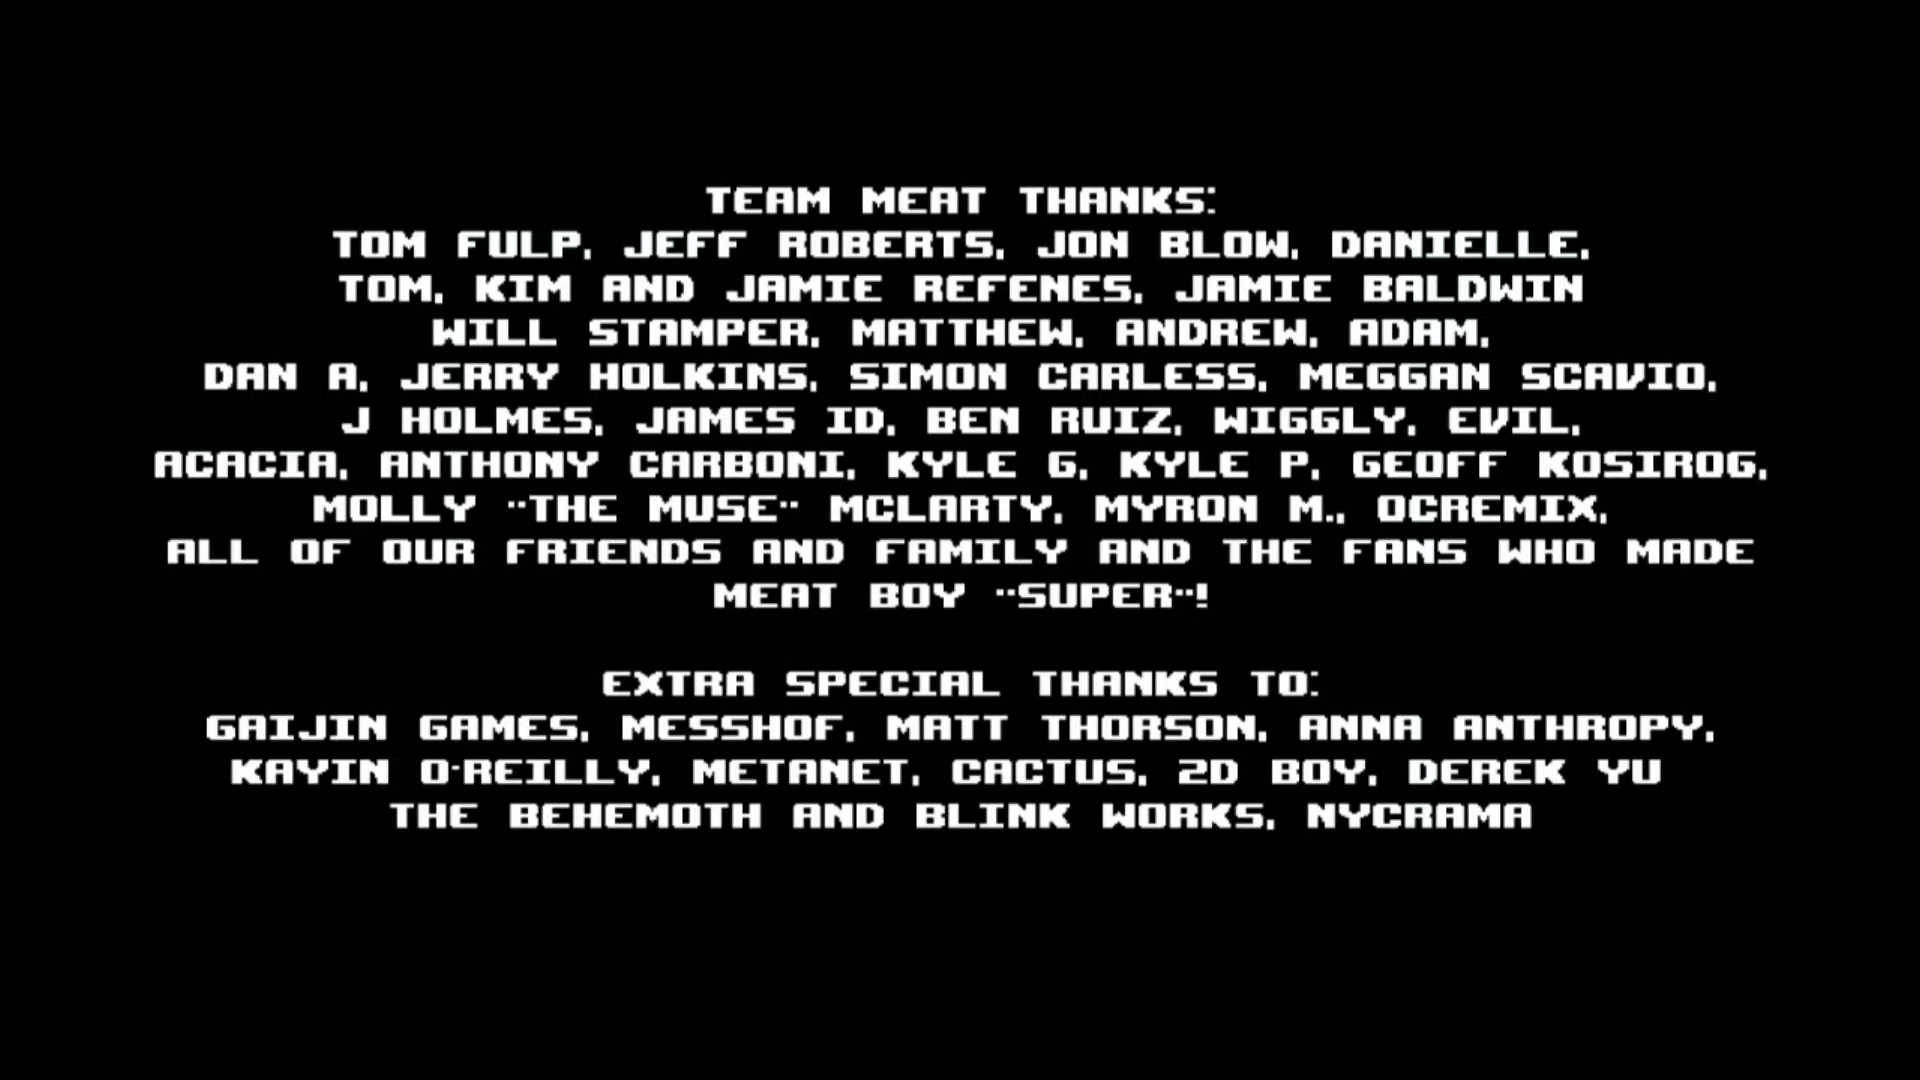 TEAM MEAT THANKS:
TOM FULP, JEFF ROBERTS, JON BLOW, DANIELLE,
TOM, KIM AND JAMIE REFENES, JAMIE BALDWIN
WILL STAMPER, MATTHEW, ANDREW, ADAM,
DAN A, JERRY HOLKINS, SIMON CARLESS, MEGGAN SCAVIO,
J HOLMES, JAMES ID, BEN RUIZ, WIGGLY, EVIL,
ACACIA, ANTHONY CARBONI, KYLE G, KYLE P, GEOFF KOSIROG,
MOLLY "THE MUSE" MCLARTY, MYRON M., OCREMIX,
ALL OF OUR FRIENDS AND FAMILY AND THE FANS WHO MADE
MEAT BOY "SUPER"!
EXTRA SPECIAL THANKS TO:
GAIJIN GAMES, MESSHOF, MATT THORSON, ANNA ANTHROPY,
KAYIN O'REILLY, METANET, CACTUS, 2D BOY, DEREK YU
THE BEHEMOTH AND BLINK WORKS, NYCRAMA